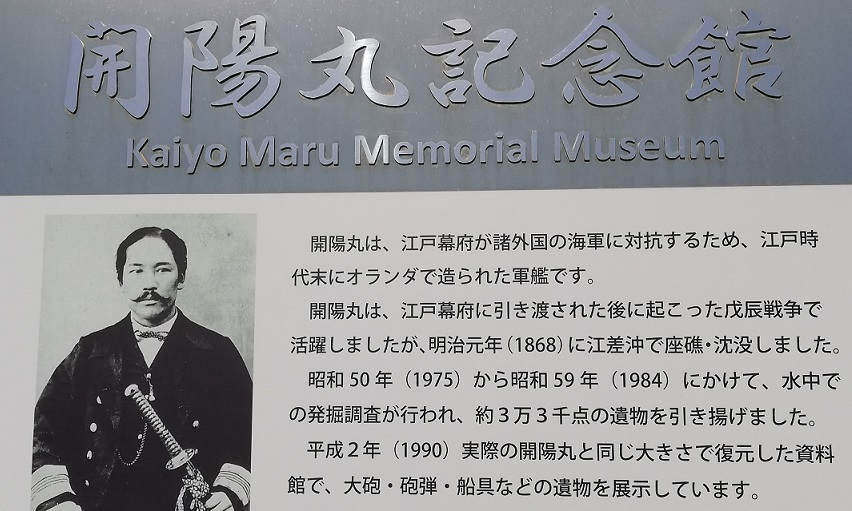 開陽丸記念館
Kaiyo Maru Memorial Museum
開陽丸は、江戸幕府が諸外国の海軍に対抗するため、江戸時
代末にオランダで造られた軍艦です。
開陽丸は、江戸幕府に引き渡された後に起こった戊辰戦争で
活躍しましたが、明治元年（1868）に江差沖で座礁・沈没しました。
昭和 50 年（1975）から昭和 59 年（1984）にかけて、水中で
の発掘調査が行われ、約３万３千点の遺物を引き揚げました。
平成２年（1990）実際の開陽丸と同じ大きさで復元した資料
館で、大砲・砲弾・船具などの遺物を展示しています。